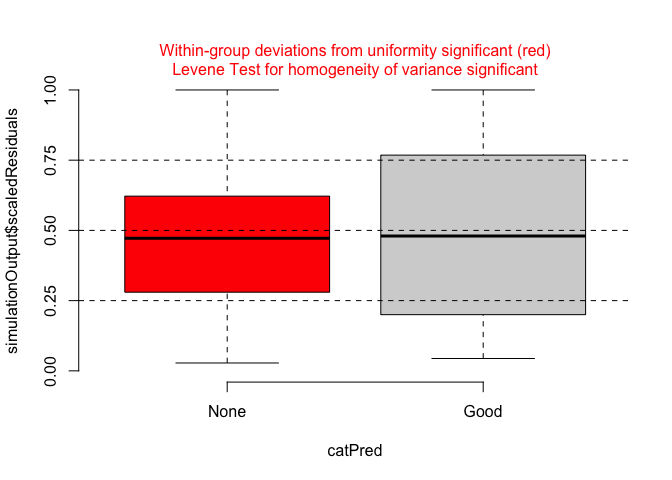 Within-group deviations from uniformity significant (red)
Levene Test for homogeneity of variance significant
simulationOutput$scaledResiduals
1.00
0.75
0.50
0.25
0.00
None
Good
catPred